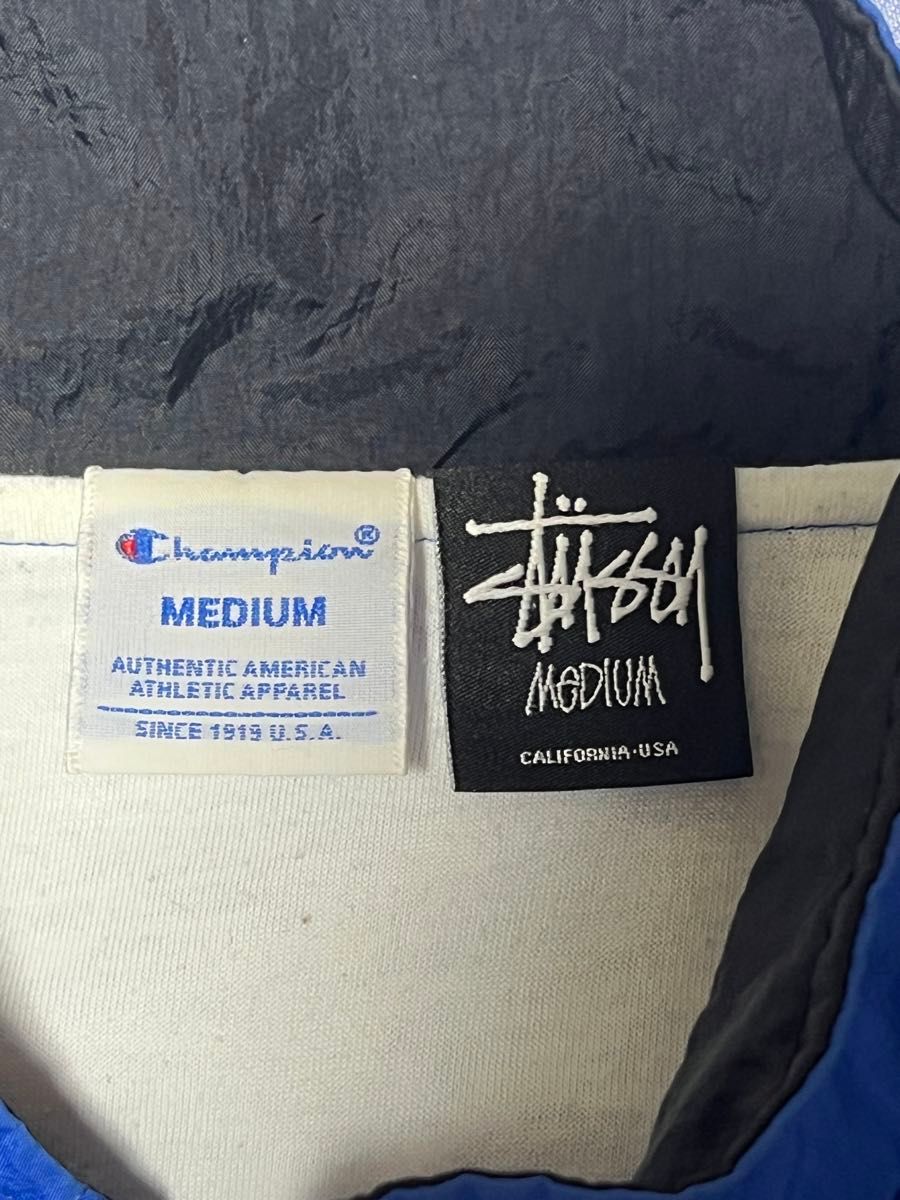 Champion®
MEDIUM
AUTHENTIC AMERICAN
ATHLETIC APPAREL
SINCE 1919 U.S.A.
STÜSSY
MEDIUM
CALIFORNIA·USA